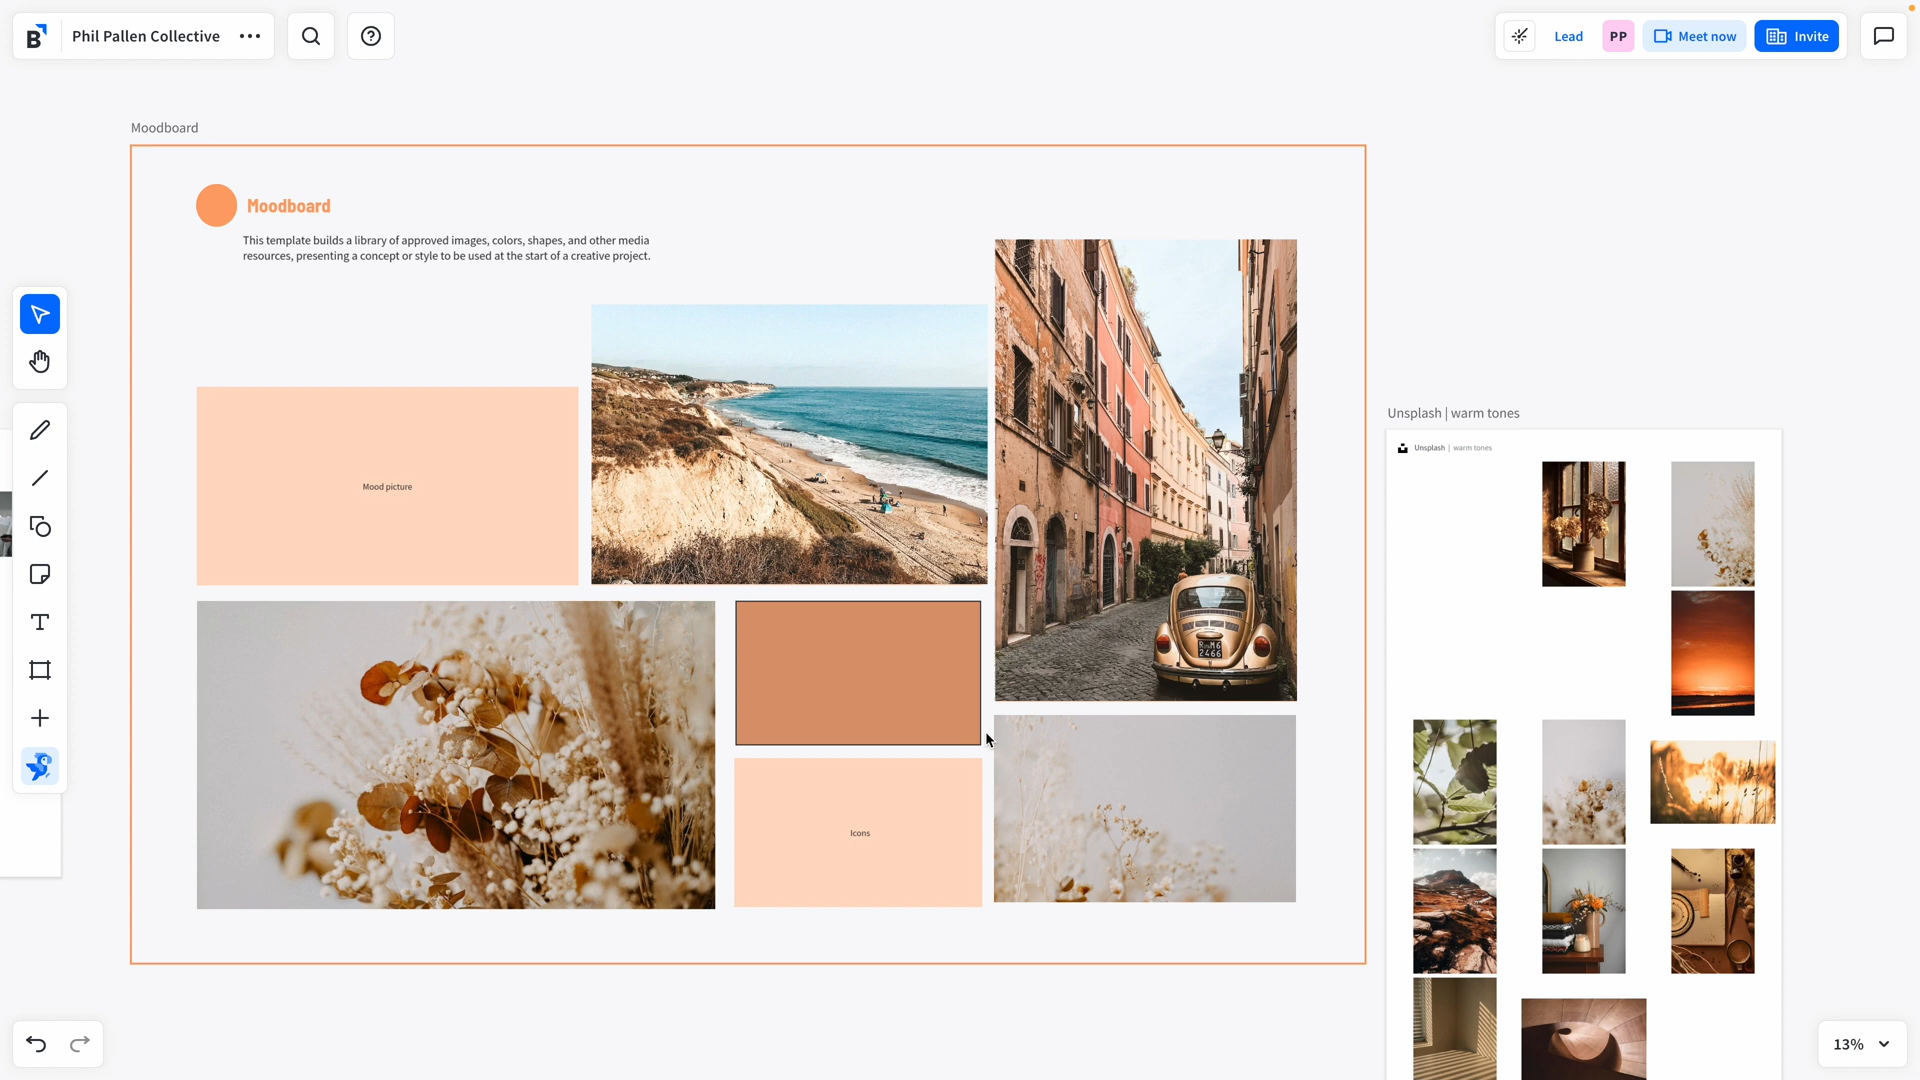 B
Phil Pallen Collective
Lead
PP
Meet now
Invite
Moodboard
Moodboard
This template builds a library of approved images, colors, shapes, and other media
resources, presenting a concept or style to be used at the start of a creative project.
Mood picture
Unsplash | warm tones
Unsplash | warm tones
2466
Icons
T
13%